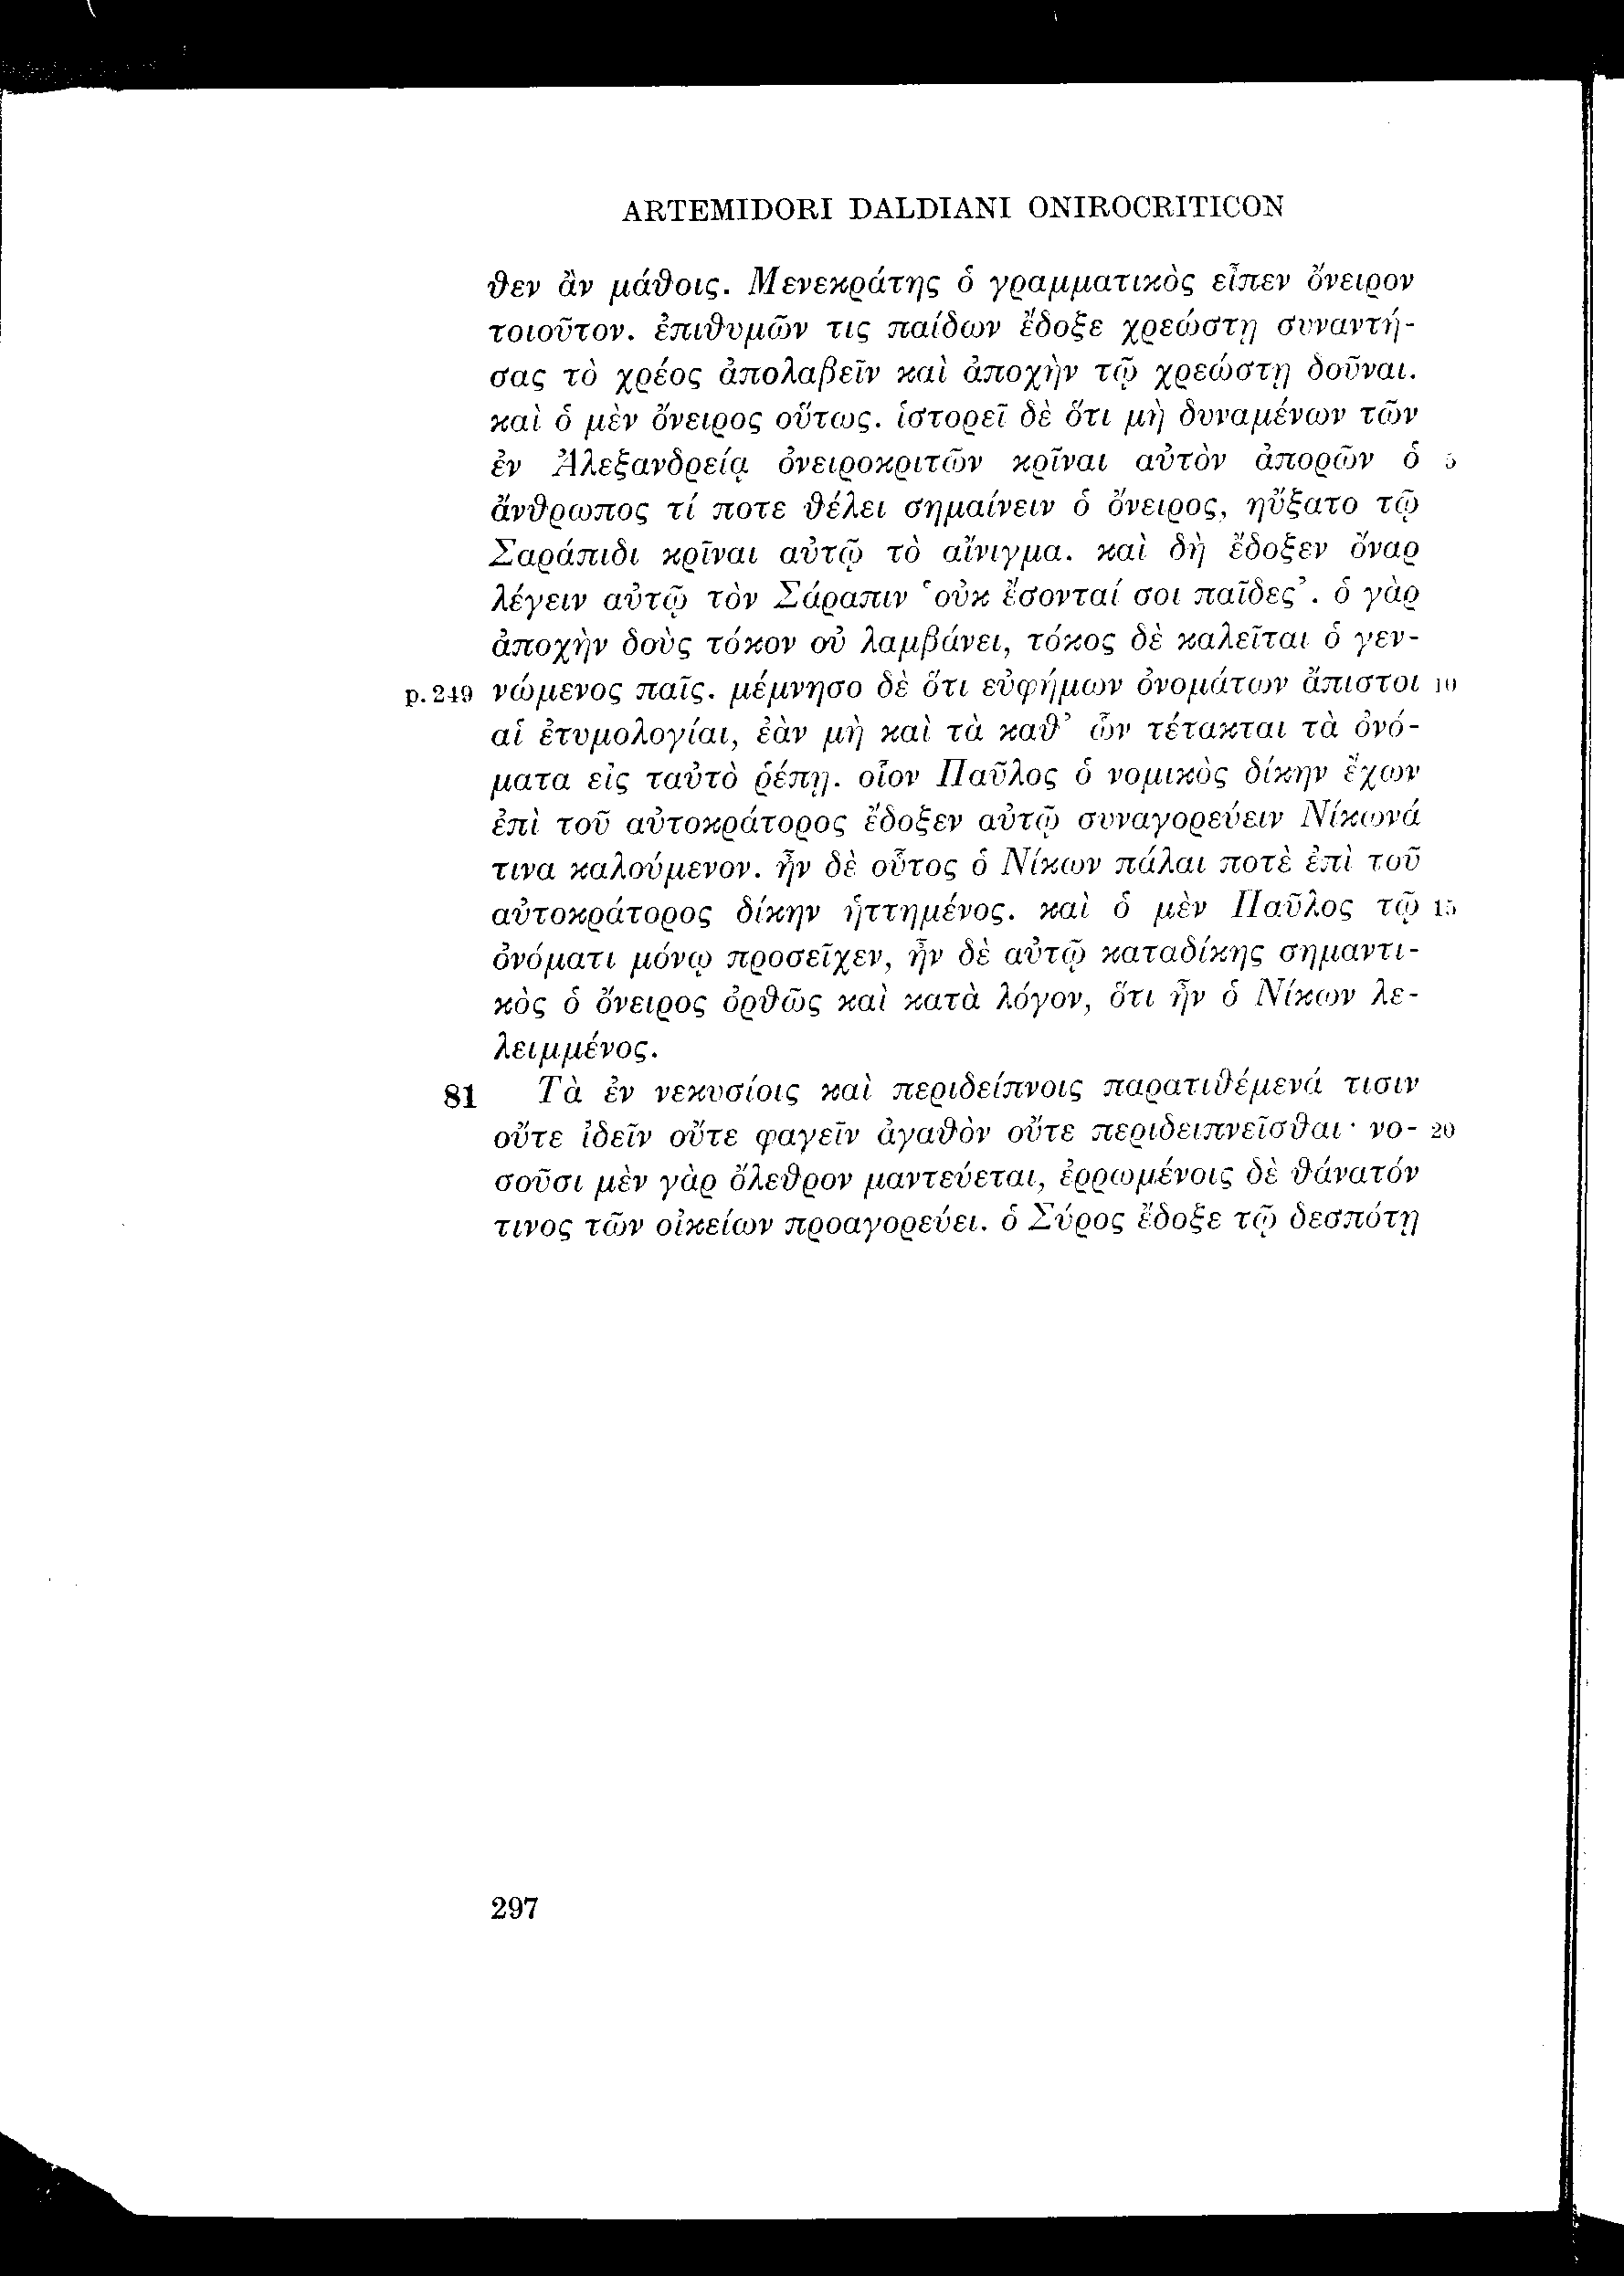 ARTEMIDORI DALDIANI ONIROCRITICON
θεν ἂν μάθοις. Μενεκράτης ὁ γραμματικὸς εἶπεν ὄνειρον
τοιοῦτον. ἐπιθυμῶν τις παίδων ἔδοξε χρεώστῃ συναντή-
σας τὸ χρέος ἀπολαβεῖν καὶ ἀποχὴν τῷ χρεώστῃ δοῦναι.
καὶ ὁ μὲν ὄνειρος οὕτως. ἱστορεῖ δὲ ὅτι μὴ δυναμένων τῶν
ἐν Ἀλεξανδρείᾳ ὀνειροκριτῶν κρῖναι αὐτὸν ἀπορῶν ὁ 5
ἄνθρωπος τί ποτε θέλει σημαίνειν ὁ ὄνειρος, ηὔξατο τῷ
Σαράπιδι κρῖναι αὐτῷ τὸ αἴνιγμα. καὶ δὴ ἔδοξεν ὄναρ
λέγειν αὐτῷ τὸν Σάραπιν ‘οὐκ ἔσονταί σοι παῖδες’. ὁ γὰρ
ἀποχὴν δοὺς τόκον οὐ λαμβάνει, τόκος δὲ καλεῖται ὁ γεν-
p. 249 νώμενος παῖς. μέμνησο δὲ ὅτι εὐφήμων ὀνομάτων ἄπιστοι 10
αἱ ἐτυμολογίαι, ἐὰν μὴ καὶ τὰ καθ’ ὧν τέτακται τὰ ὀνό-
ματα εἰς ταὐτὸ ῥέπῃ. οἷον Παῦλος ὁ νομικὸς δίκην ἔχων
ἐπὶ τοῦ αὐτοκράτορος ἔδοξεν αὐτῷ συναγορεύειν Νίκωνά
τινα καλούμενον. ἦν δὲ οὗτος ὁ Νίκων πάλαι ποτὲ ἐπὶ τοῦ
αὐτοκράτορος δίκην ἡττημένος. καὶ ὁ μὲν Παῦλος τῷ 15
ὀνόματι μόνῳ προσεῖχεν, ἦν δὲ αὐτῷ καταδίκης σημαντι-
κὸς ὁ ὄνειρος ὀρθῶς καὶ κατὰ λόγον, ὅτι ἦν ὁ Νίκων λε-
λειμμένος.
81 Τὰ ἐν νεκυσίοις καὶ περιδείπνοις παρατιθέμενά τισιν
οὔτε ἰδεῖν οὔτε φαγεῖν ἀγαθὸν οὔτε περιδειπνεῖσθαι· νο- 20
σοῦσι μὲν γὰρ ὄλεθρον μαντεύεται, ἐρρωμένοις δὲ θάνατόν
τινος τῶν οἰκείων προαγορεύει. ὁ Σύρος ἔδοξε τῷ δεσπότῃ
297